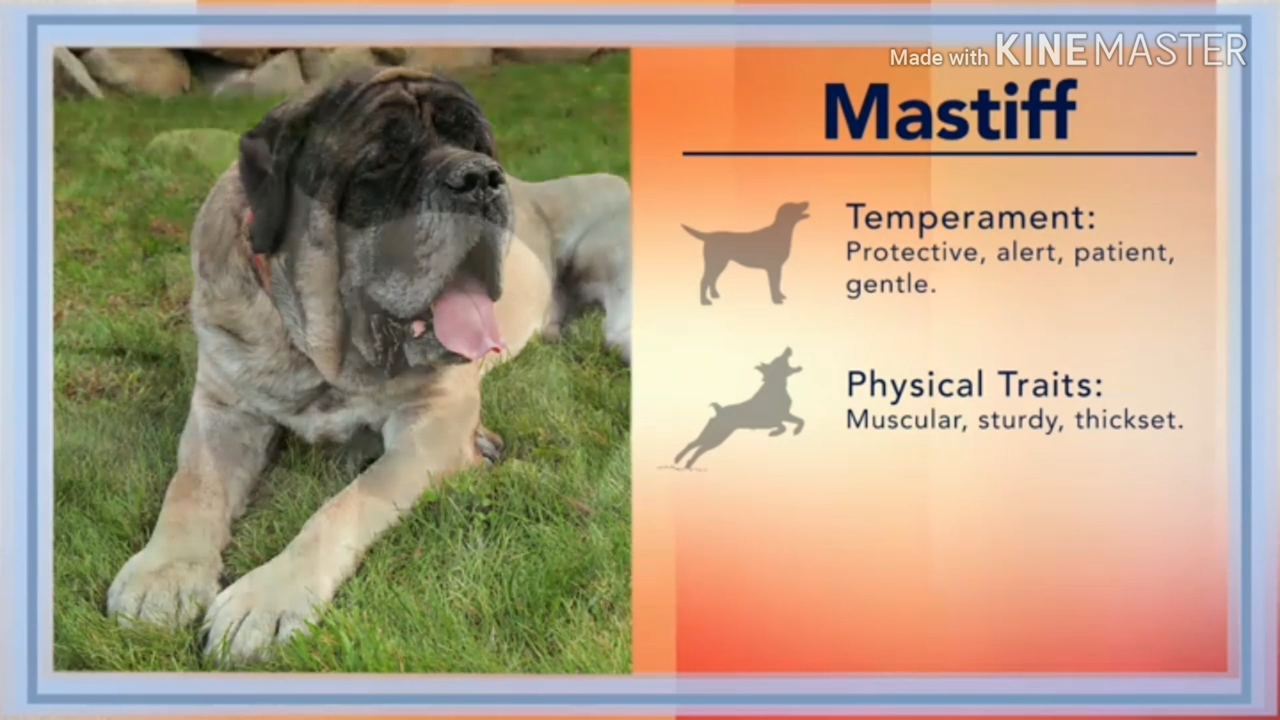 Made with KINEMASTER
Mastiff
Temperament:
Protective, alert, patient,
gentle.
Physical Traits:
Muscular, sturdy, thickset.